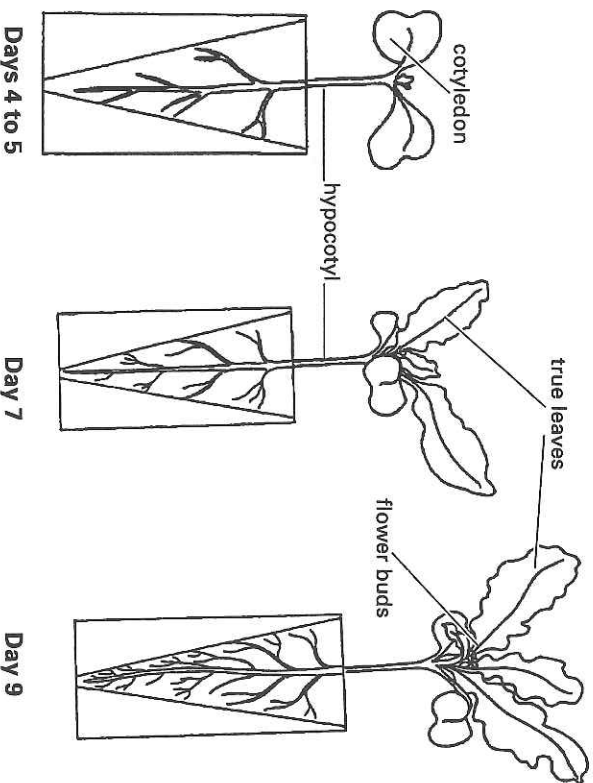 cotyledon
hypocotyl
true leaves
flower buds
Days 4 to 5
Day 7
Day 9